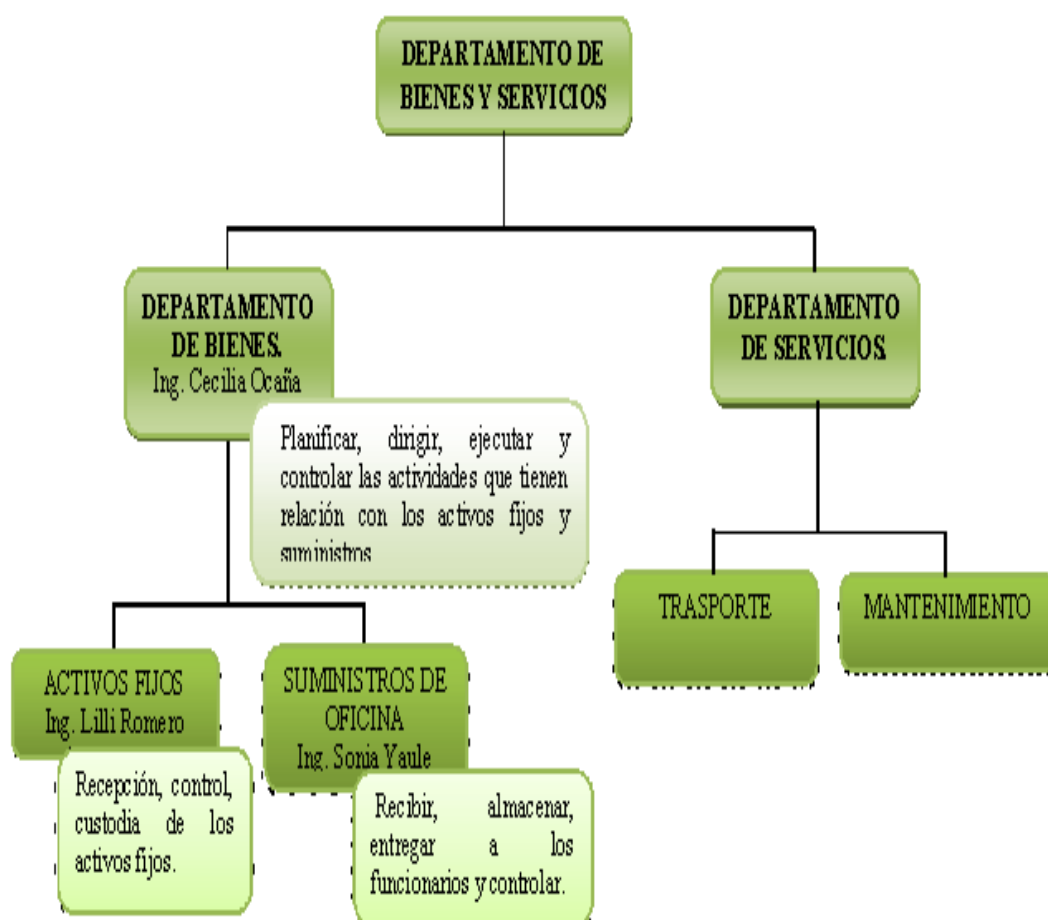 DEPARTAMENTO DE
BIENES Y SERVICIOS
DEPARTAMENTO
DE BIENES.
Ing. Cecilia Ocaña
Planificar, dirigir, ejecutar y
controlar las actividades que tienen
relación con los activos fijos y
suministros
DEPARTAMENTO
DE SERVICIOS.
ACTIVOS FIJOS
Ing. Lilli Romero
Recepción, control,
custodia de los
activos fijos.
SUMINISTROS DE
OFICINA
Ing. Sonia Yaule
Recibir, almacenar,
entregar a los
funcionarios y controlar.
TRASPORTE
MANTENIMIENTO